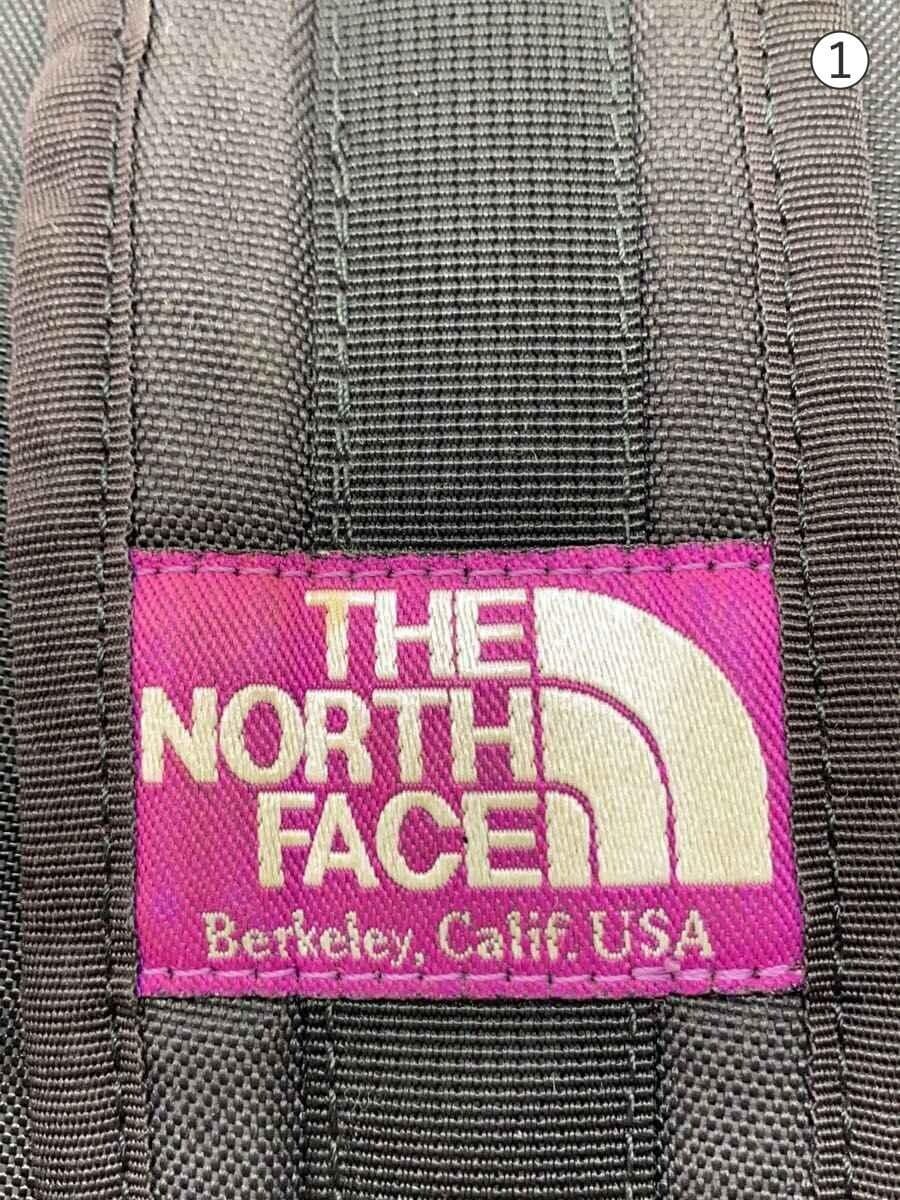 ①
THE
NORTH
FACE
Berkeley, Calif. USA